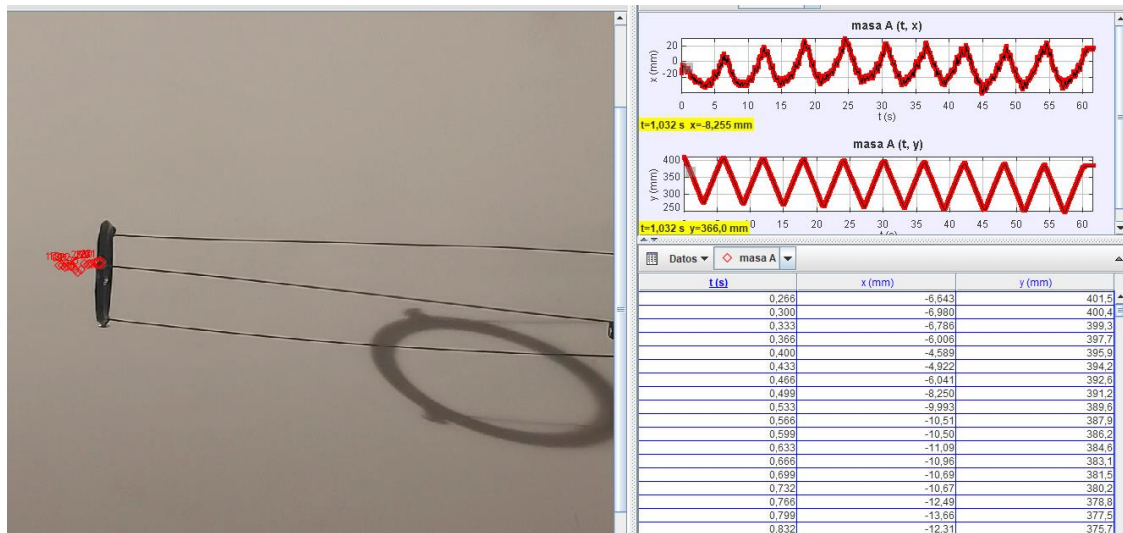 masa A (t, x)
20
0
-20
x (mm)
0 5 10 15 20 25 30 35 40 45 50 55 60
t (s)
t=1,032 s x=-8,255 mm
masa A (t, y)
400
350
300
250
y (mm)
5 10 15 20 25 30 35 40 45 50 55 60
t=1,032 s y=366,0 mm
Datos masa A
t (s) x (mm) y (mm)
0,266 -6,643 401,5
0,300 -6,980 400,4
0,333 -6,786 399,3
0,366 -6,006 397,7
0,400 -4,589 395,9
0,433 -4,922 394,2
0,466 -6,041 392,6
0,499 -8,250 391,2
0,533 -9,993 389,6
0,566 -10,51 387,9
0,599 -10,50 386,2
0,633 -11,09 384,6
0,666 -10,96 383,1
0,699 -10,69 381,5
0,732 -10,67 380,2
0,766 -12,49 378,8
0,799 -13,66 377,5
0,832 -12,31 375,7